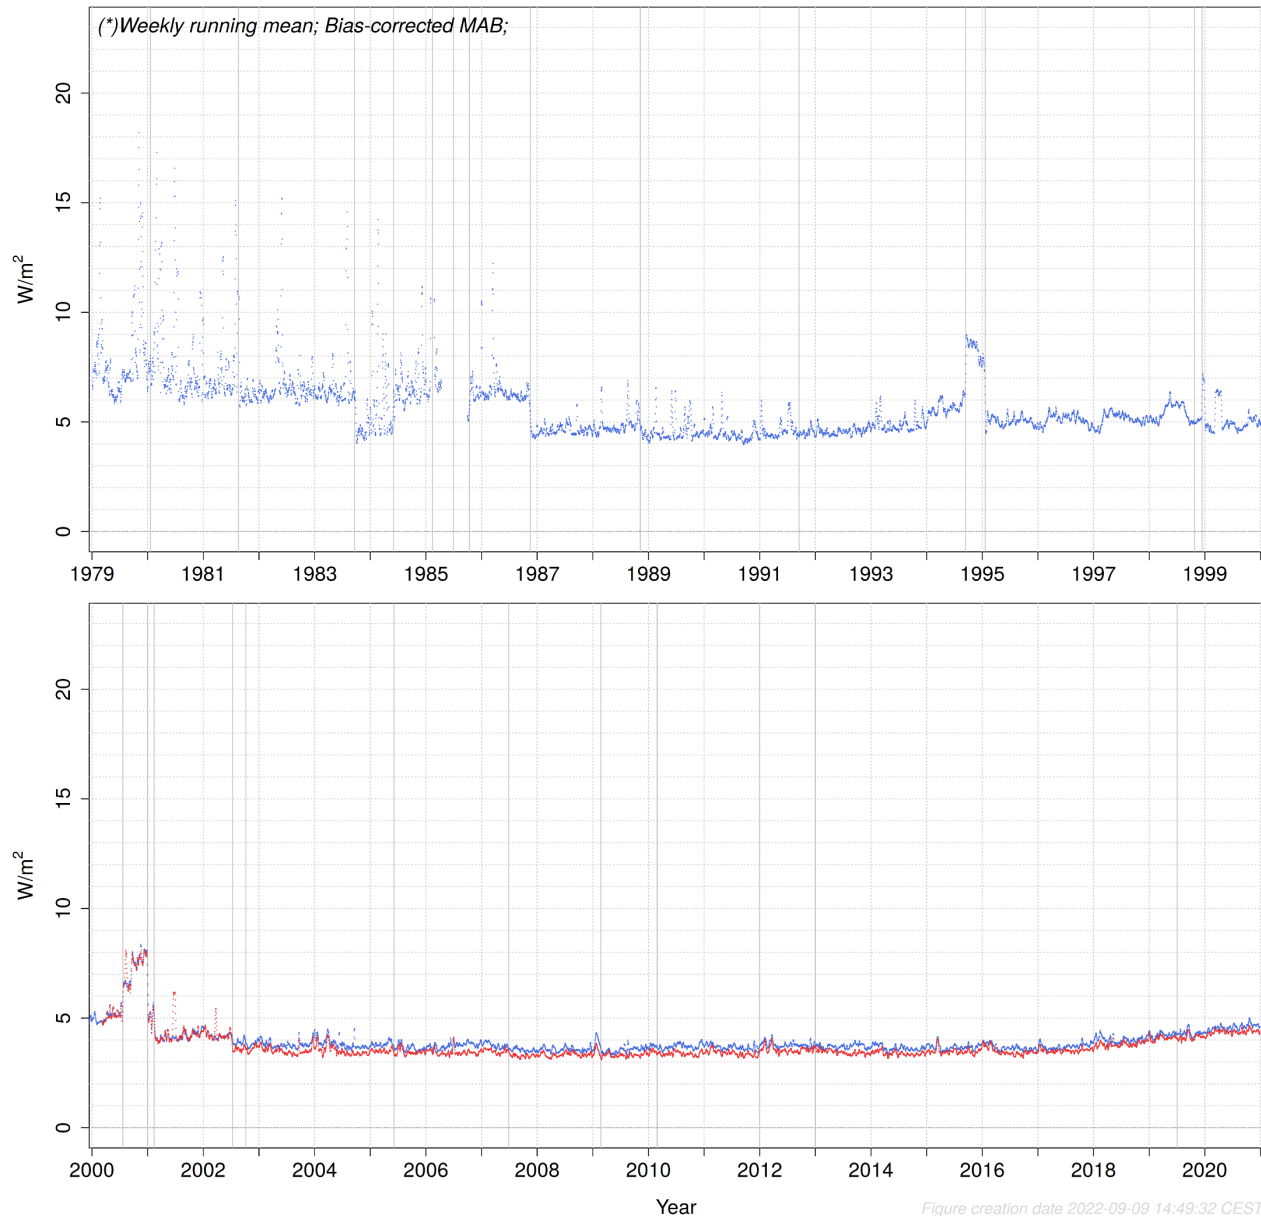 (*)Weekly running mean; Bias-corrected MAB;
W/m²
20
15
10
5
0
1979 1981 1983 1985 1987 1989 1991 1993 1995 1997 1999
W/m²
20
15
10
5
0
2000 2002 2004 2006 2008 2010 2012 2014 2016 2018 2020
Year
Figure creation date 2022-09-09 14:49:32 CEST